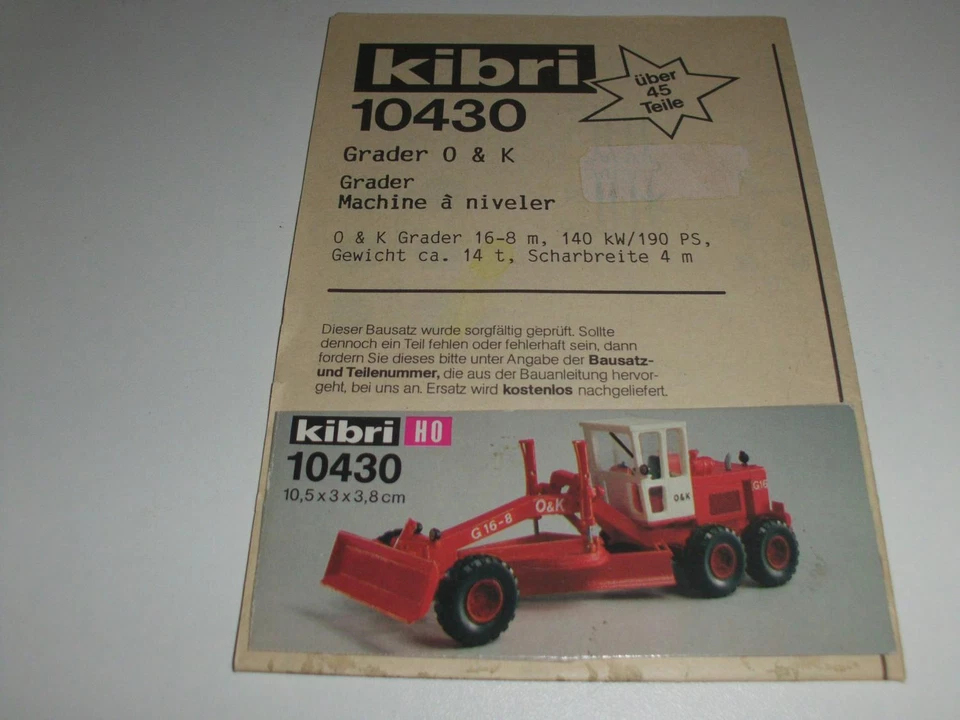 kibri
über
45
Teile
10430
Grader O & K
Grader
Machine à niveler
O & K Grader 16-8 m, 140 kW/190 PS,
Gewicht ca. 14 t, Scharbreite 4 m
Dieser Bausatz wurde sorgfältig geprüft. Sollte
dennoch ein Teil fehlen oder fehlerhaft sein, dann
fordern Sie dieses bitte unter Angabe der Bausatz-
und Teilenummer, die aus der Bauanleitung hervor-
geht, bei uns an. Ersatz wird kostenlos nachgeliefert.
kibri H0
10430
10,5 x 3 x 3,8 cm
G 16-8
O&K
O&K
G16